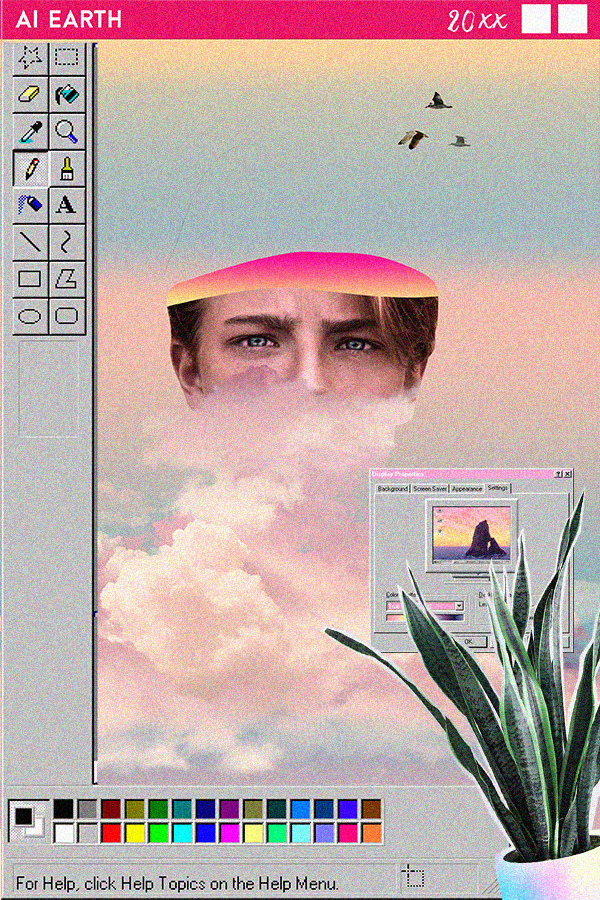 AI EARTH
20XX
A
Display Properties
Background Screen Saver Appearance Settings
OK
For Help, click Help Topics on the Help Menu.